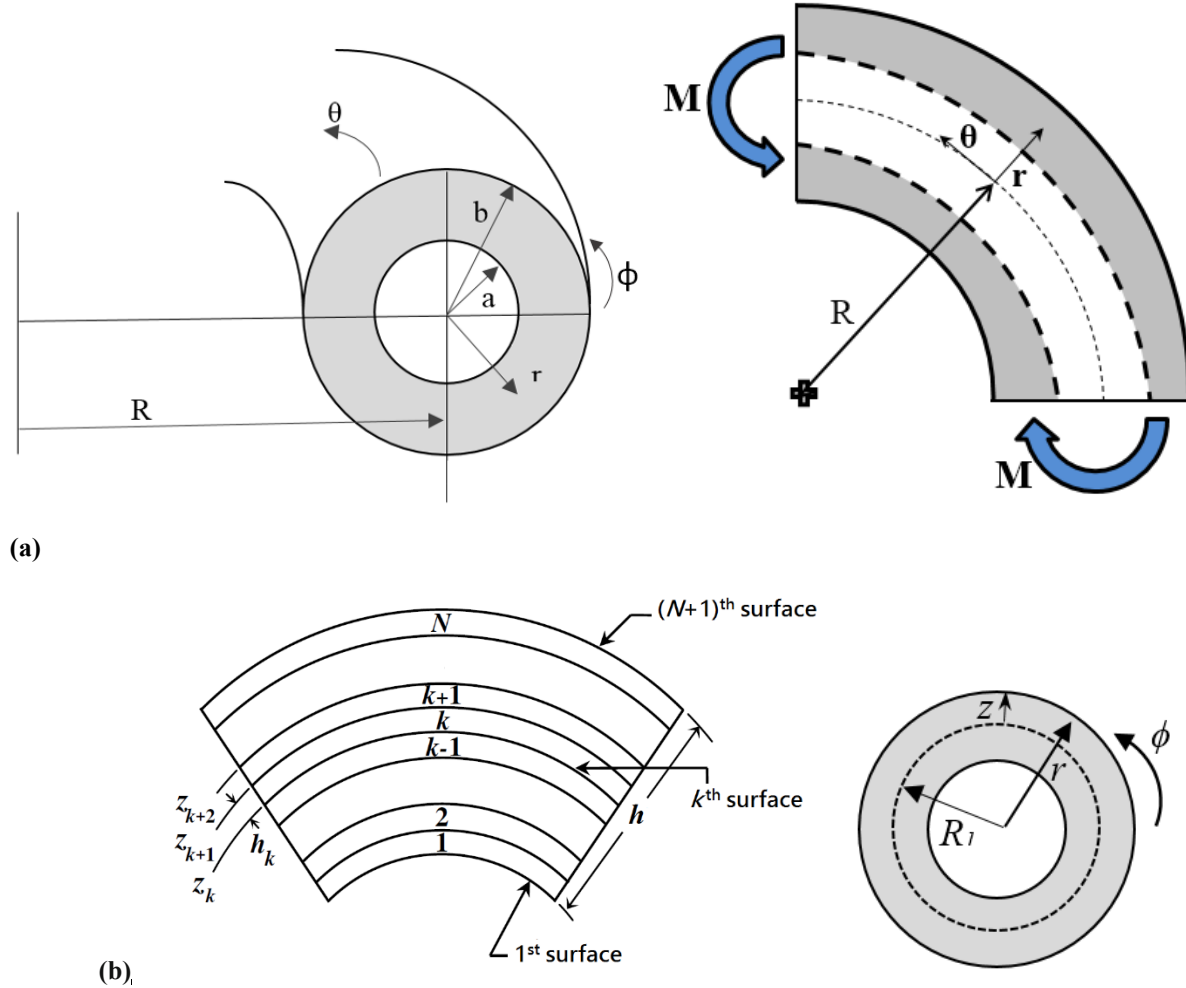 θ
b
a
ϕ
r
R
M
θ
r
R
M
(a)
N
(N+1)th surface
k+1
k
k-1
z
ϕ
r
kth surface
h
R1
2
1
zk+2
zk+1
hk
zk
1st surface
(b)